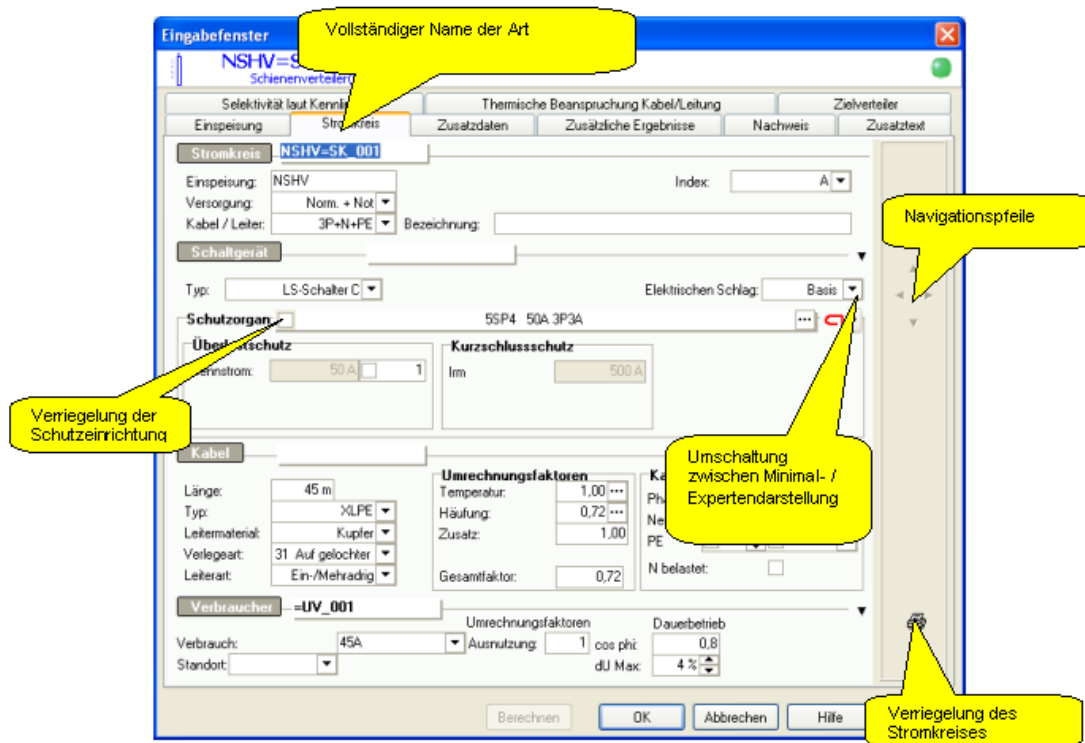 Eingabefenster
Vollständiger Name der Art
NSHV=S
Schienenverteiler(
Selektivität laut Kennli
Thermische Beanspruchung Kabel/Leitung
Zielverteiler
Einspeisung
Stromkreis
Zusatzdaten
Zusätzliche Ergebnisse
Nachweis
Zusatztext
Stromkreis
NSHV=SK_001
Einspeisung: NSHV
Index: A
Versorgung: Norm. + Not
Kabel / Leiter: 3P+N+PE
Bezeichnung:
Navigationspfeile
Schaltgerät
Typ: LS-Schalter C
Elektrischen Schlag: Basis
Schutzorgan:
5SP4 50A 3P3A
...
Überlastschutz
Kurzschlussschutz
Nennstrom: 50 A 1
Irm 500 A
Verriegelung der
Schutzeinrichtung
Umschaltung
zwischen Minimal- /
Expertendarstellung
Kabel
Umrechnungsfaktoren
Ka
Länge: 45 m
Temperatur: 1,00 ...
Ph
Typ: XLPE
Häufung: 0,72 ...
Ne
Leitermaterial: Kupfer
Zusatz: 1,00
PE
Verlegeart: 31 Auf gelochter
Leiterart: Ein-/Mehradrig
Gesamtfaktor: 0,72
N belastet:
Verbraucher
=UV_001
Umrechnungsfaktoren
Dauerbetrieb
Verbrauch: 45A
Ausnutzung: 1
cos phi: 0,8
Standort:
dU Max: 4 %
Berechnen
OK
Abbrechen
Hilfe
Verriegelung des
Stromkreises